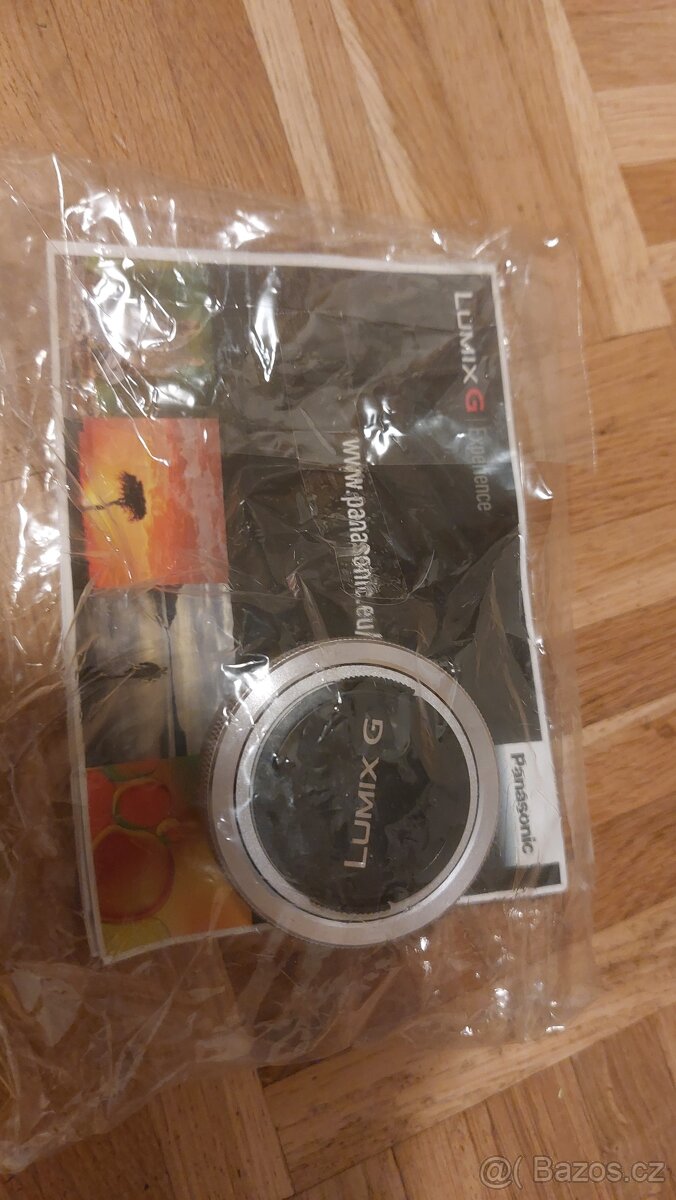 LUMIX G | Experience
www.panasonic.eu/
Panasonic
LUMIX G
@( Bazos.cz